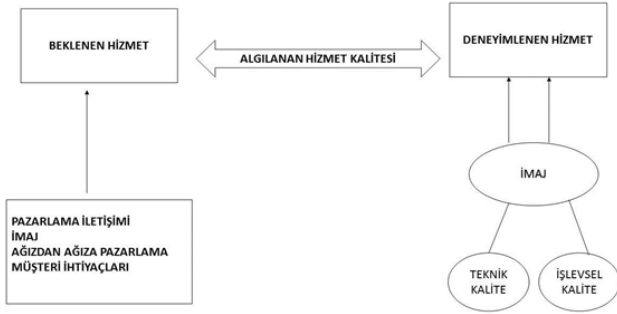 BEKLENEN HİZMET
ALGILANAN HİZMET KALİTESİ
DENEYİMLENEN HİZMET
İMAJ
PAZARLAMA İLETİŞİMİ
İMAJ
AĞIZDAN AĞIZA PAZARLAMA
MÜŞTERİ İHTİYAÇLARI
TEKNİK
KALİTE
İŞLEVSEL
KALİTE